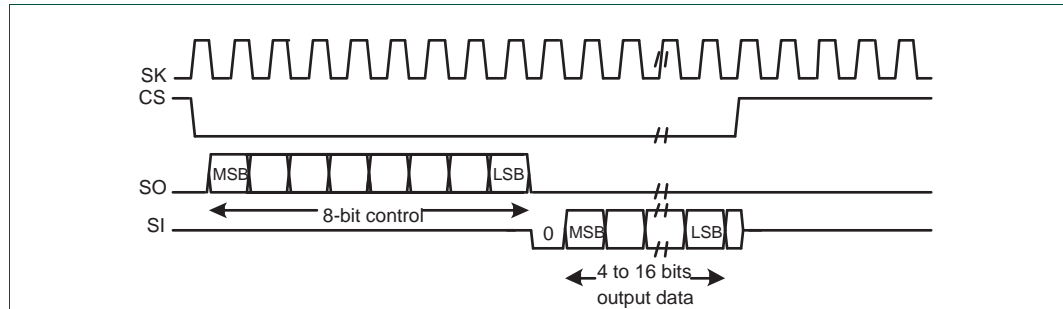 SK
CS
SO
MSB
LSB
8-bit control
SI
0
MSB
LSB
4 to 16 bits
output data